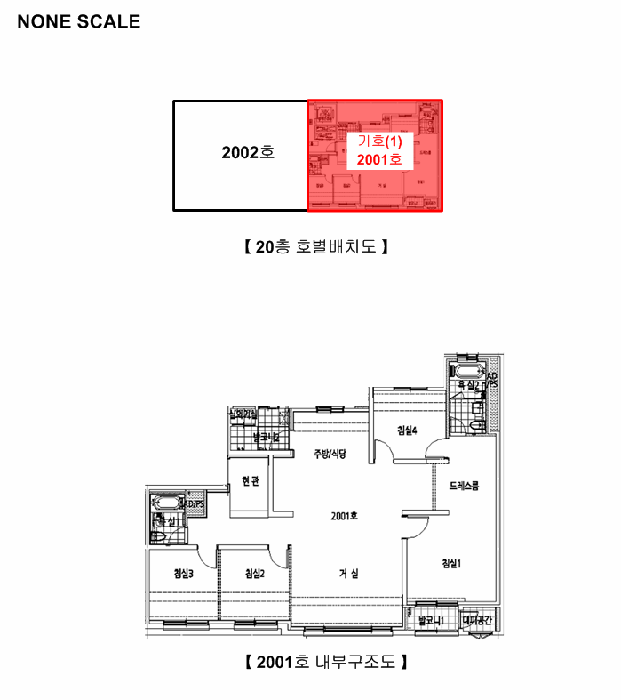 NONE SCALE
2002호
기호(1)
2001호
【 20층 호별배치도 】
욕실2
AD/PS
침실4
발코니2
주방/식당
현관
드레스룸
AD/PS
욕실
2001호
침실3
침실2
거 실
침실1
발코니1
대피공간
【 2001호 내부구조도 】